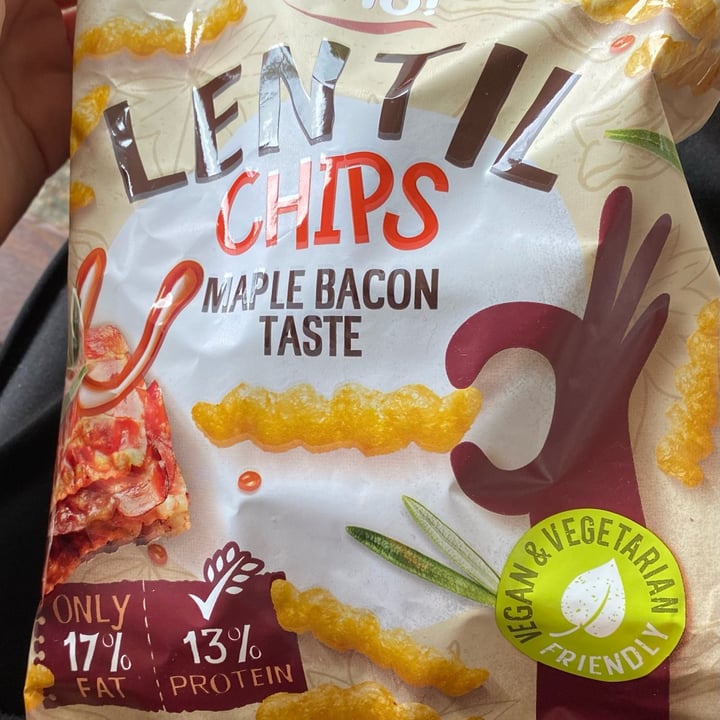 LENTIL
CHIPS
MAPLE BACON
TASTE
ONLY
17%
FAT
13%
PROTEIN
VEGAN & VEGETARIAN
FRIENDLY